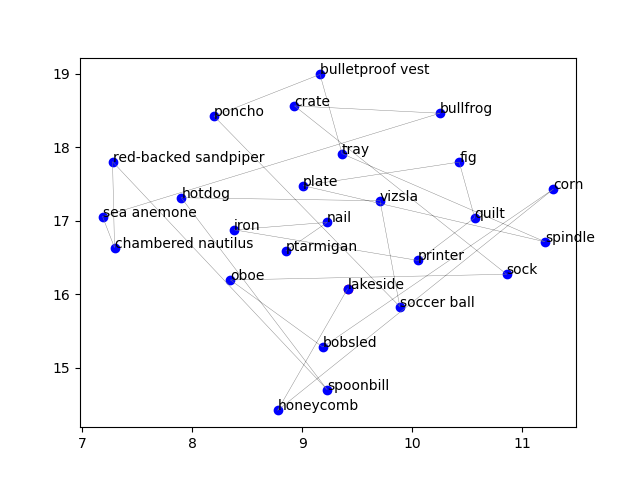 19
bulletproof vest
crate
bullfrog
poncho
18
tray
red-backed sandpiper
fig
plate
corn
hotdog
vizsla
17
sea anemone
nail
quilt
iron
chambered nautilus
ptarmigan
spindle
printer
sock
oboe
lakeside
16
soccer ball
bobsled
15
spoonbill
honeycomb
7
8
9
10
11